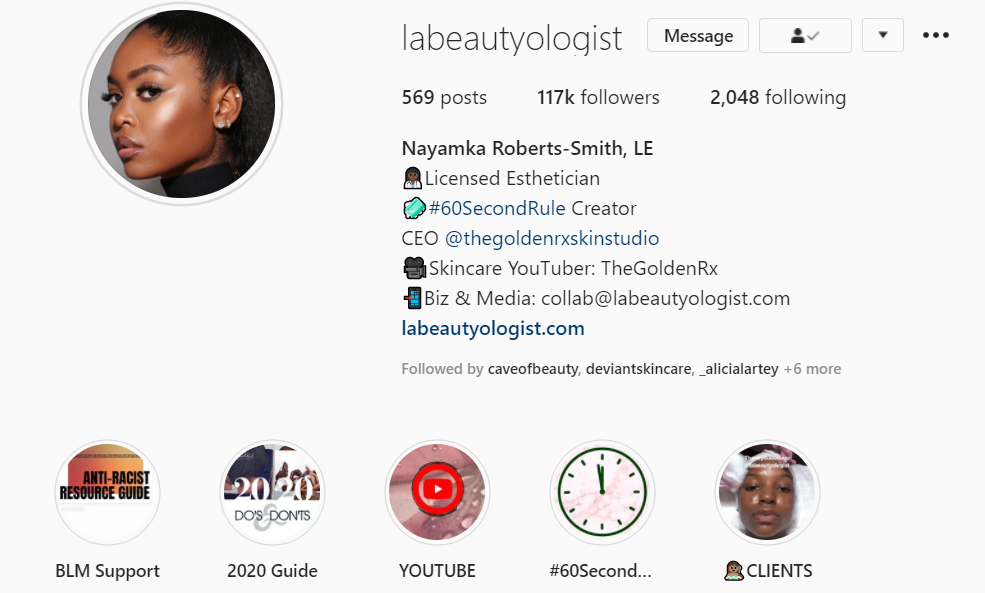 labeautyologist
Message
569 posts 117k followers 2,048 following
Nayamka Roberts-Smith, LE
Licensed Esthetician
#60SecondRule Creator
CEO @thegoldenrxskinstudio
Skincare YouTuber: TheGoldenRx
Biz & Media: collab@labeautyologist.com
labeautyologist.com
Followed by caveofbeauty, deviantskincare, _alicialartey +6 more
ANTI-RACIST
RESOURCE GUIDE
2020
DO'S & DON'TS
BLM Support
2020 Guide
YOUTUBE
#60Second...
CLIENTS